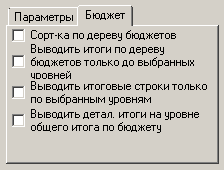 Параметры Бюджет
Сорт-ка по дереву бюджетов
Выводить итоги по дереву
бюджетов только до выбранных
уровней
Выводить итоговые строки только
по выбранным уровням
Выводить детал. итоги на уровне
общего итога по бюджету